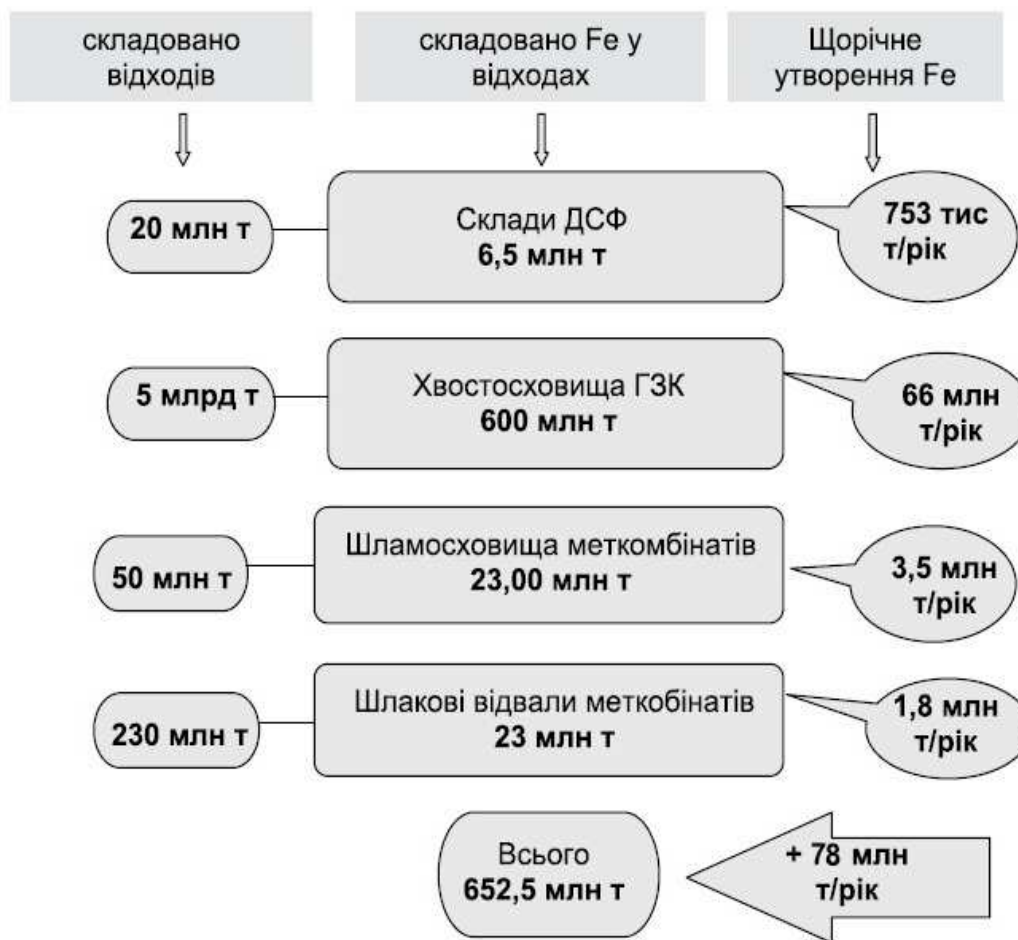 складовано
відходів
складовано Fe у
відходах
Щорічне
утворення Fe
20 млн т
Склади ДСФ
6,5 млн т
753 тис
т/рік
5 млрд т
Хвостосховища ГЗК
600 млн т
66 млн
т/рік
50 млн т
Шламосховища меткомбінатів
23,00 млн т
3,5 млн
т/рік
230 млн т
Шлакові відвали меткобінатів
23 млн т
1,8 млн
т/рік
Всього
652,5 млн т
+ 78 млн
т/рік